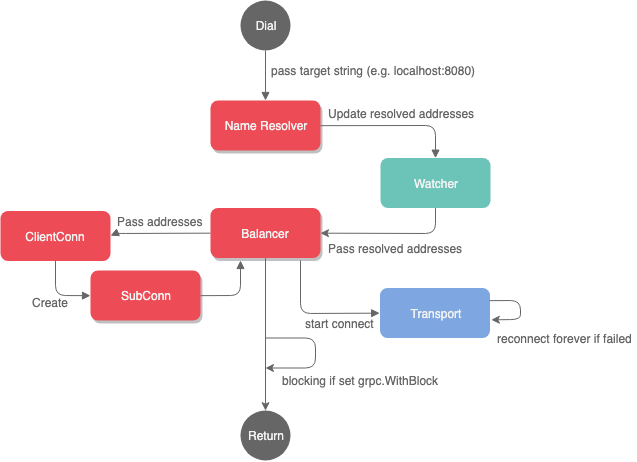 Dial
pass target string (e.g. localhost:8080)
Name Resolver
Update resolved addresses
Watcher
Pass resolved addresses
Balancer
Pass addresses
ClientConn
Create
SubConn
start connect
Transport
reconnect forever if failed
blocking if set grpc.WithBlock
Return